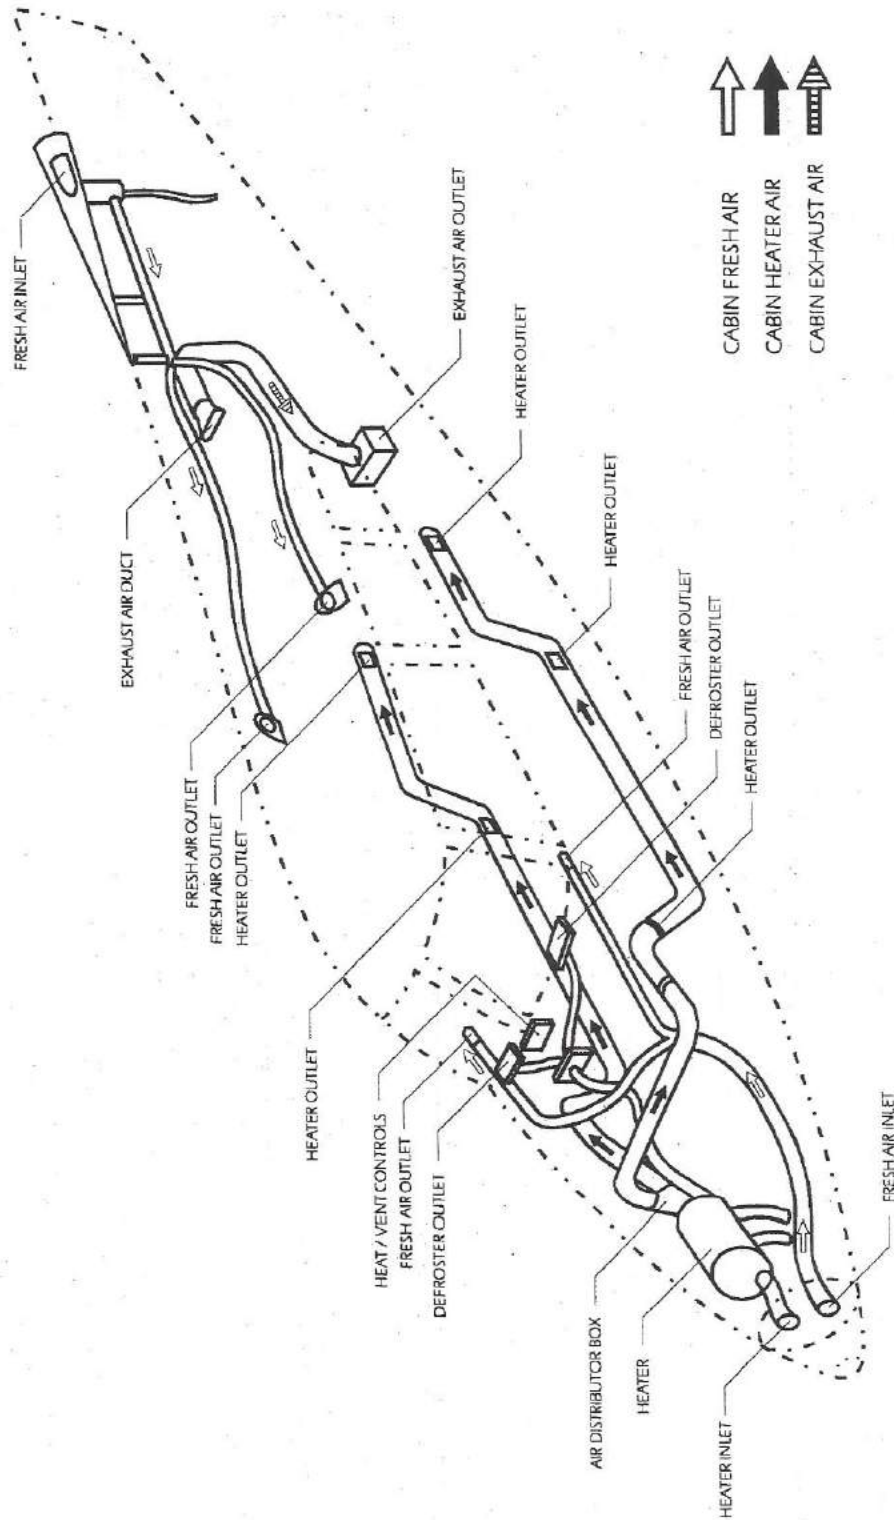 FRESH AIR INLET
EXHAUST AIR OUTLET
HEATER OUTLET
EXHAUST AIR DUCT
HEATER OUTLET
FRESH AIR OUTLET
FRESH AIR OUTLET
FRESH AIR OUTLET
HEATER OUTLET
DEFROSTER OUTLET
HEATER OUTLET
HEATER OUTLET
HEAT / VENT CONTROLS
FRESH AIR OUTLET
DEFROSTER OUTLET
AIR DISTRIBUTOR BOX
HEATER
HEATER INLET
FRESH AIR INLET
CABIN FRESH AIR
CABIN HEATER AIR
CABIN EXHAUST AIR